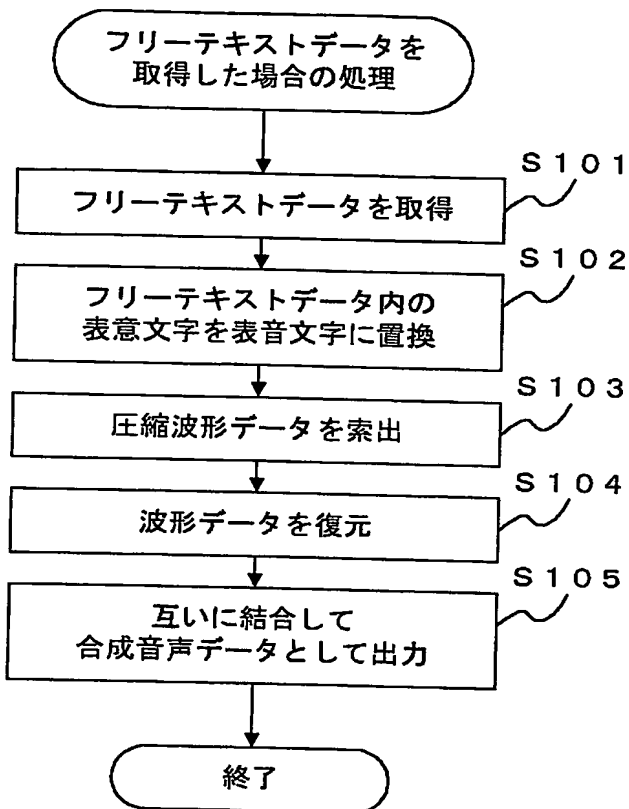 フリーテキストデータを
取得した場合の処理
S101
フリーテキストデータを取得
S102
フリーテキストデータ内の
表意文字を表音文字に置換
S103
圧縮波形データを索出
S104
波形データを復元
S105
互いに結合して
合成音声データとして出力
終了